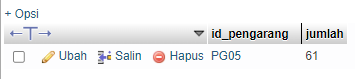 + Opsi
←T→ id_pengarang jumlah
Ubah Salin Hapus PG05 61